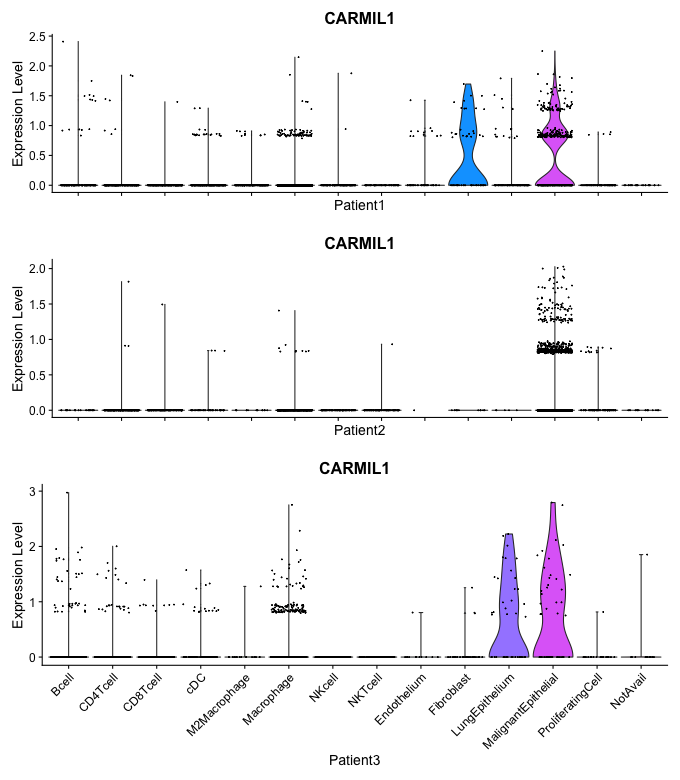 CARMIL1
Expression Level
2.5
2.0
1.5
1.0
0.5
0.0
Patient1
CARMIL1
Expression Level
2.0
1.5
1.0
0.5
0.0
Patient2
CARMIL1
Expression Level
3
2
1
0
Bcell
CD4Tcell
CD8Tcell
cDC
M2Macrophage
Macrophage
NKcell
NKTcell
Endothelium
Fibroblast
LungEpithelium
MalignantEpithelial
ProliferatingCell
NotAvail
Patient3